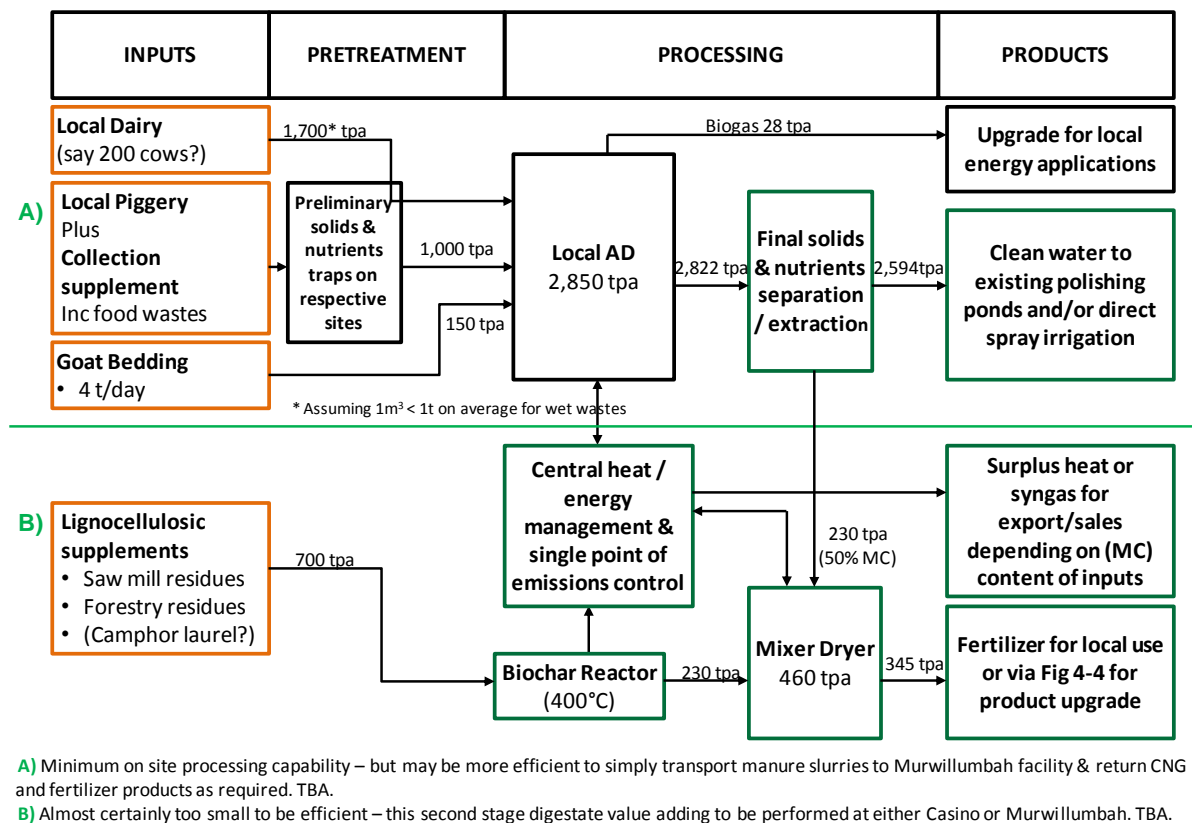 INPUTS
PRETREATMENT
PROCESSING
PRODUCTS
A)
Local Dairy
(say 200 cows?)
1,700* tpa
Local Piggery
Plus
Collection
supplement
Inc food wastes
Preliminary
solids &
nutrients
traps on
respective
sites
1,000 tpa
Goat Bedding
• 4 t/day
150 tpa
* Assuming 1m³ < 1t on average for wet wastes
Local AD
2,850 tpa
Biogas 28 tpa
Upgrade for local
energy applications
2,822 tpa
Final solids
& nutrients
separation
/ extraction
2,594tpa
Clean water to
existing polishing
ponds and/or direct
spray irrigation
B)
Lignocellulosic
supplements
• Saw mill residues
• Forestry residues
• (Camphor laurel?)
700 tpa
Central heat /
energy
management &
single point of
emissions control
230 tpa
(50% MC)
Surplus heat or
syngas for
export/sales
depending on (MC)
content of inputs
Biochar Reactor
(400°C)
230 tpa
Mixer Dryer
460 tpa
345 tpa
Fertilizer for local use
or via Fig 4-4 for
product upgrade
A) Minimum on site processing capability – but may be more efficient to simply transport manure slurries to Murwillumbah facility & return CNG
and fertilizer products as required. TBA.
B) Almost certainly too small to be efficient – this second stage digestate value adding to be performed at either Casino or Murwillumbah. TBA.